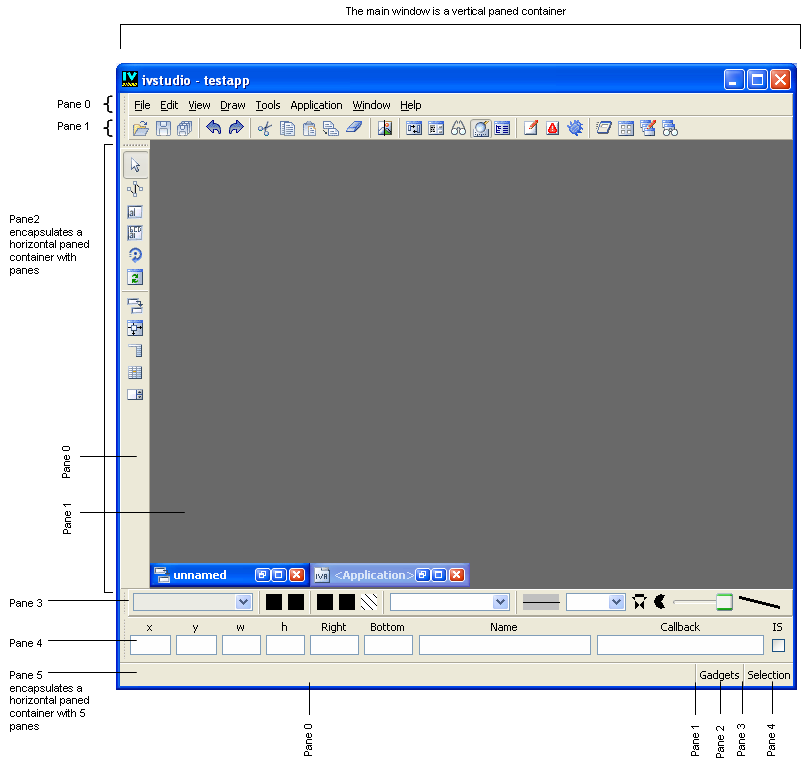 The main window is a vertical paned container
ivstudio - testapp
Pane 0
File Edit View Draw Tools Application Window Help
Pane 1
Pane2
encapsulates a
horizontal paned
container with
panes
Pane 0
Pane 1
unnamed
<Application>
Pane 3
x y w h Right Bottom Name Callback IS
Pane 4
Pane 5
encapsulates a
horizontal paned
container with 5
panes
Gadgets Selection
Pane 0
Pane 1
Pane 2
Pane 3
Pane 4